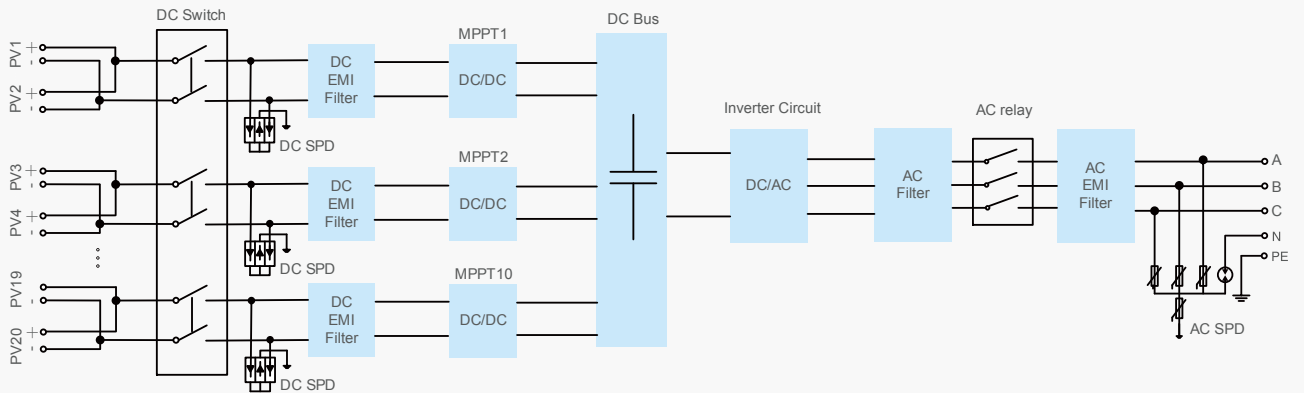 DC Switch
DC Bus
PV1
+
-
PV2
+
-
DC
EMI
Filter
MPPT1
DC/DC
DC SPD
PV3
+
-
PV4
+
-
DC
EMI
Filter
MPPT2
DC/DC
DC SPD
PV19
+
-
PV20
+
-
DC
EMI
Filter
MPPT10
DC/DC
DC SPD
Inverter Circuit
DC/AC
AC
Filter
AC relay
AC
EMI
Filter
A
B
C
N
PE
AC SPD